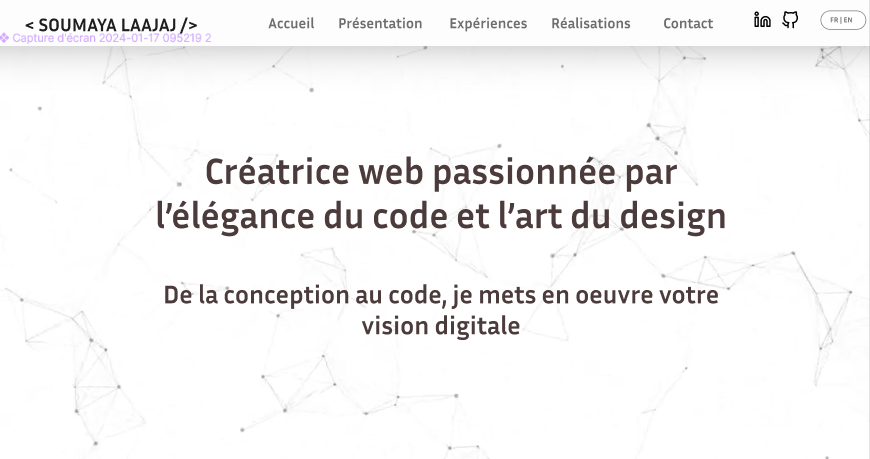 < SOUMAYA LAAJAJ />
Accueil Présentation Expériences Réalisations Contact in FR | EN
Capture d'écran 2024-01-17 095219 2
Créatrice web passionnée par
l'élégance du code et l'art du design
De la conception au code, je mets en oeuvre votre
vision digitale